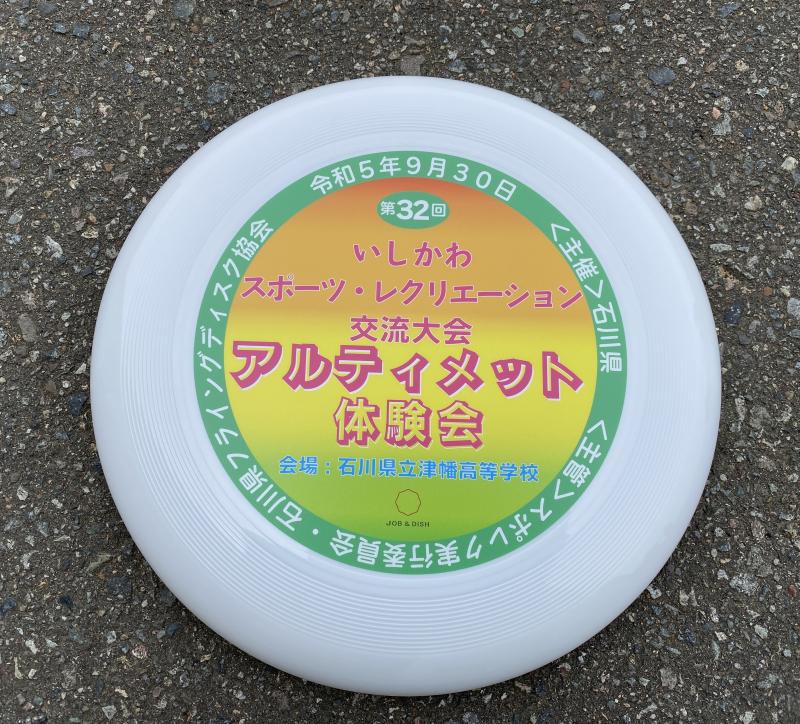 令和5年9月30日
<主催>石川県
<主管>スポレク実行委員会・石川県フライングディスク協会
第32回
いしかわ
スポーツ・レクリエーション
交流大会
アルティメット
体験会
会場：石川県立津幡高等学校
JOB & DISH